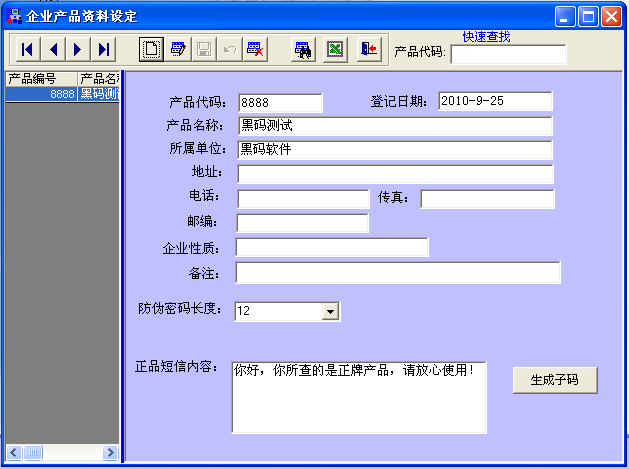 企业产品资料设定
快速查找
产品代码:
产品编号 产品名称
8888 黑码测试
产品代码: 8888 登记日期: 2010-9-25
产品名称: 黑码测试
所属单位: 黑码软件
地址:
电话: 传真:
邮编:
企业性质:
备注:
防伪密码长度: 12
正品短信内容: 你好，你所查的是正牌产品，请放心使用！
生成子码